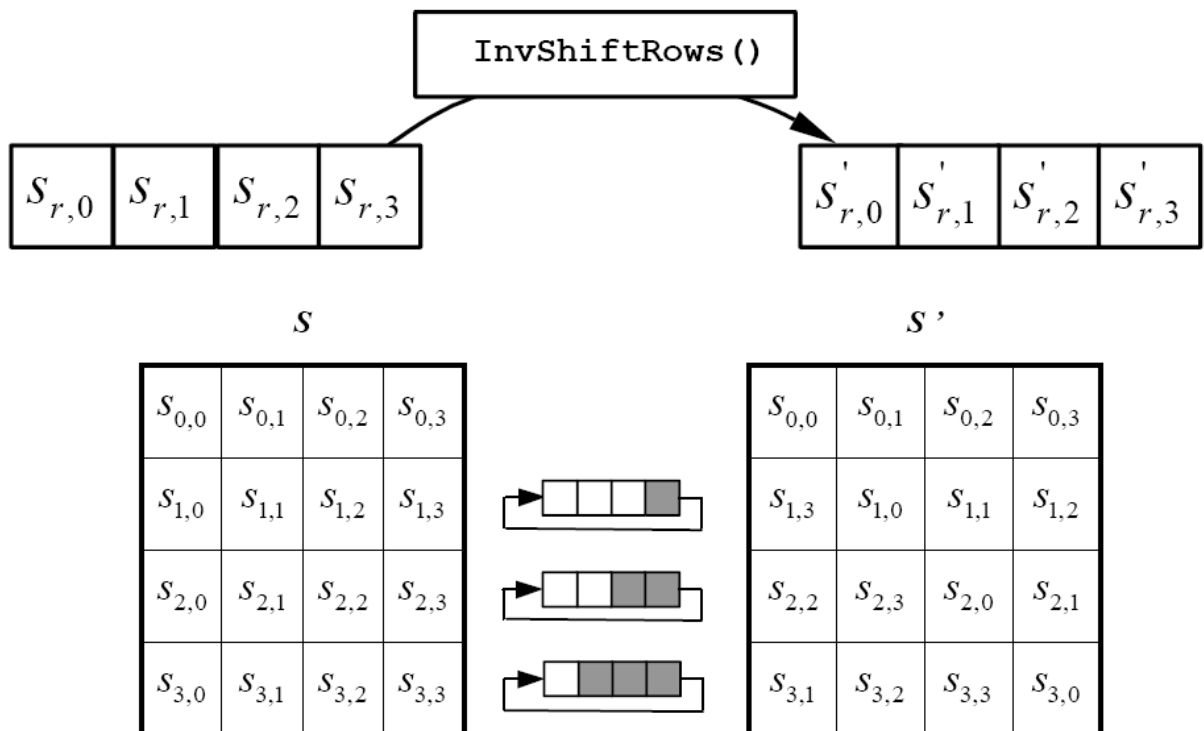 InvShiftRows()
S_{r,0} S_{r,1} S_{r,2} S_{r,3} S'_{r,0} S'_{r,1} S'_{r,2} S'_{r,3}
S S'
S_{0,0} S_{0,1} S_{0,2} S_{0,3} S_{0,0} S_{0,1} S_{0,2} S_{0,3}
S_{1,0} S_{1,1} S_{1,2} S_{1,3} S_{1,3} S_{1,0} S_{1,1} S_{1,2}
S_{2,0} S_{2,1} S_{2,2} S_{2,3} S_{2,2} S_{2,3} S_{2,0} S_{2,1}
S_{3,0} S_{3,1} S_{3,2} S_{3,3} S_{3,1} S_{3,2} S_{3,3} S_{3,0}